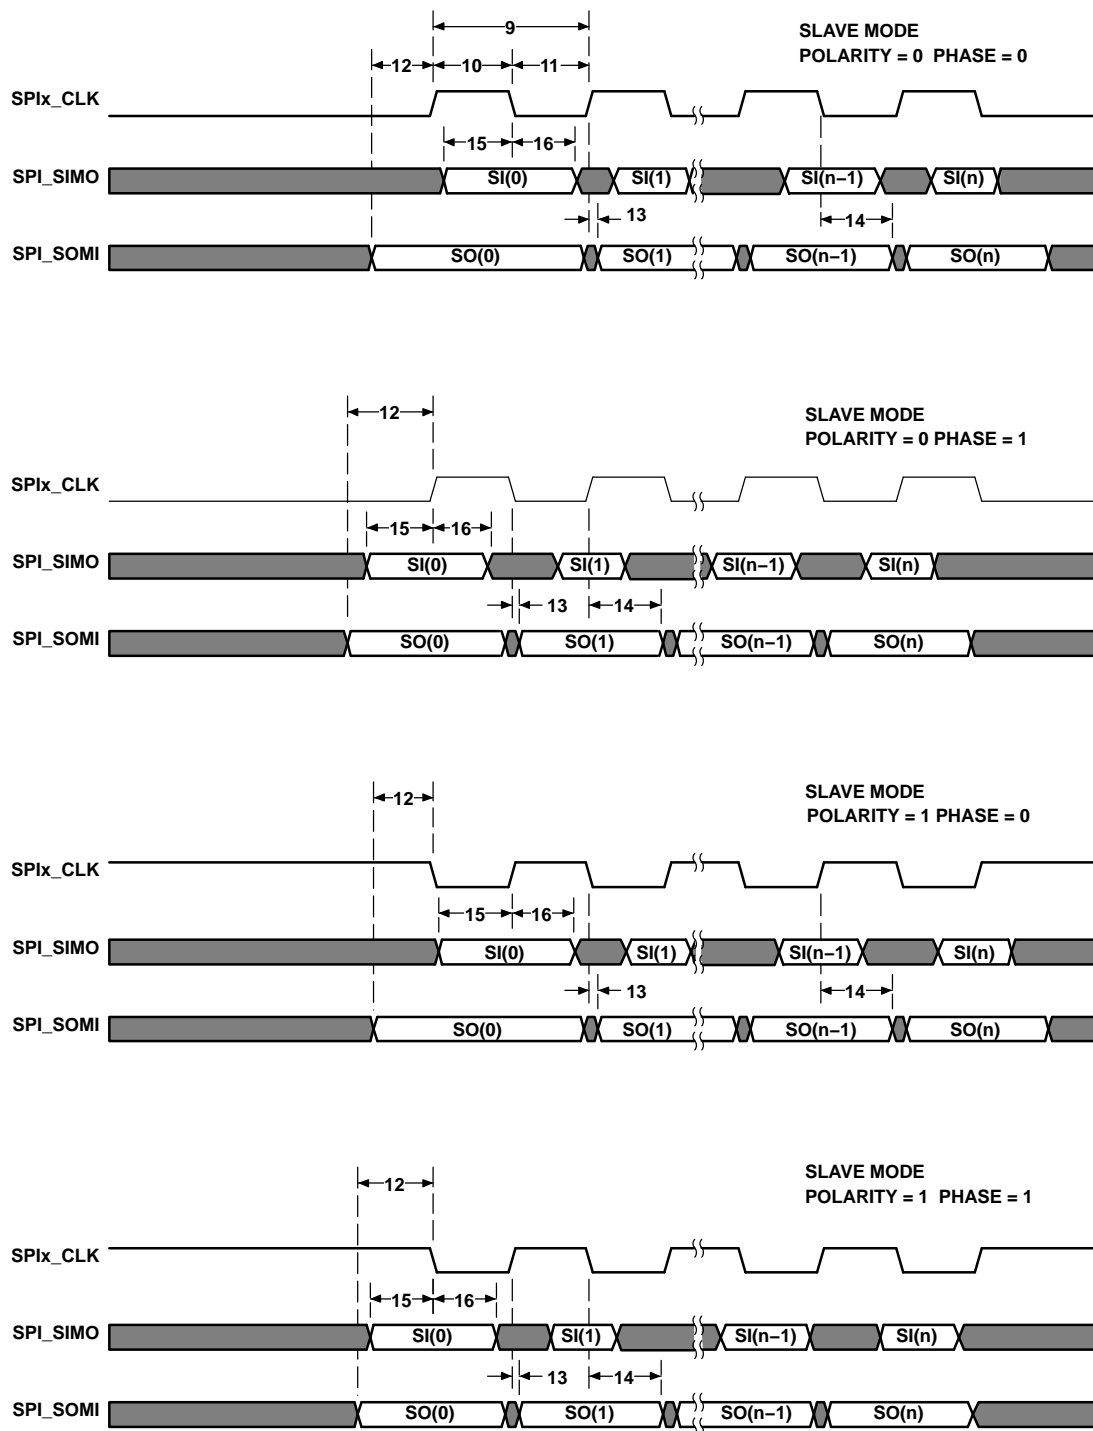 9
SLAVE MODE
POLARITY = 0 PHASE = 0
12 10 11
SPIx_CLK
15 16
SPI_SIMO SI(0) SI(1) SI(n−1) SI(n)
13 14
SPI_SOMI SO(0) SO(1) SO(n−1) SO(n)
12
SLAVE MODE
POLARITY = 0 PHASE = 1
SPIx_CLK
15 16
SPI_SIMO SI(0) SI(1) SI(n−1) SI(n)
13 14
SPI_SOMI SO(0) SO(1) SO(n−1) SO(n)
12
SLAVE MODE
POLARITY = 1 PHASE = 0
SPIx_CLK
15 16
SPI_SIMO SI(0) SI(1) SI(n−1) SI(n)
13 14
SPI_SOMI SO(0) SO(1) SO(n−1) SO(n)
12
SLAVE MODE
POLARITY = 1 PHASE = 1
SPIx_CLK
15 16
SPI_SIMO SI(0) SI(1) SI(n−1) SI(n)
13 14
SPI_SOMI SO(0) SO(1) SO(n−1) SO(n)